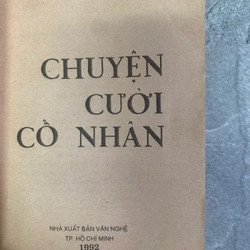 CHUYỆN
CƯỜI
CỔ NHÂN
NHÀ XUẤT BẢN VĂN NGHỆ
TP. HỒ CHÍ MINH
1992